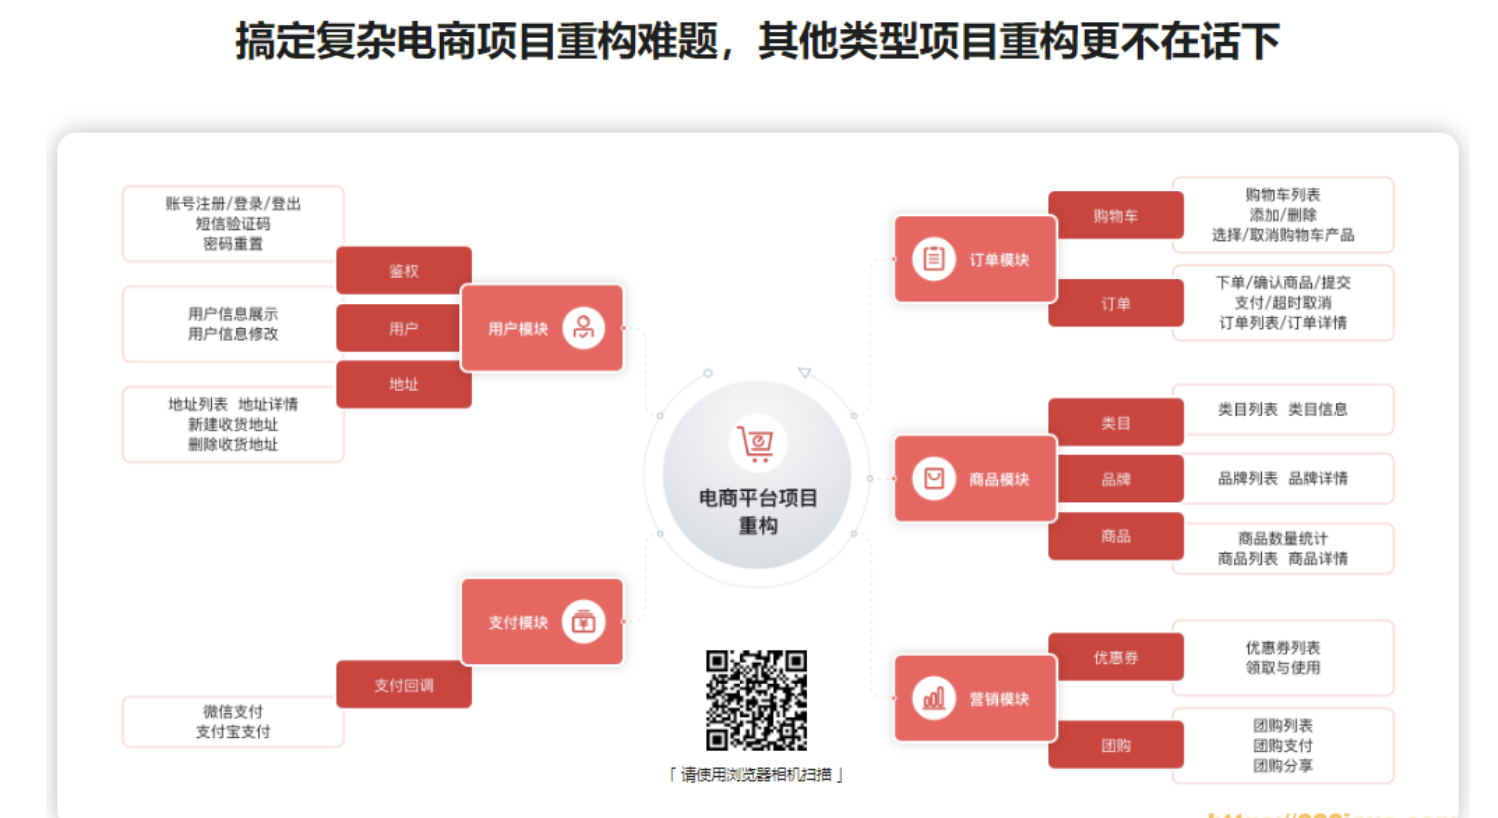 搞定复杂电商项目重构难题，其他类型项目重构更不在话下
账号注册/登录/登出
短信验证码
密码重置
鉴权
用户信息展示
用户信息修改
用户
用户模块
地址
地址列表 地址详情
新建收货地址
删除收货地址
支付模块
支付回调
微信支付
支付宝支付
电商平台项目
重构
「 请使用浏览器相机扫描 」
订单模块
购物车
购物车列表
添加/删除
选择/取消购物车产品
订单
下单/确认商品/提交
支付/超时取消
订单列表/订单详情
商品模块
类目
类目列表 类目信息
品牌
品牌列表 品牌详情
商品
商品数量统计
商品列表 商品详情
营销模块
优惠券
优惠券列表
领取与使用
团购
团购列表
团购支付
团购分享